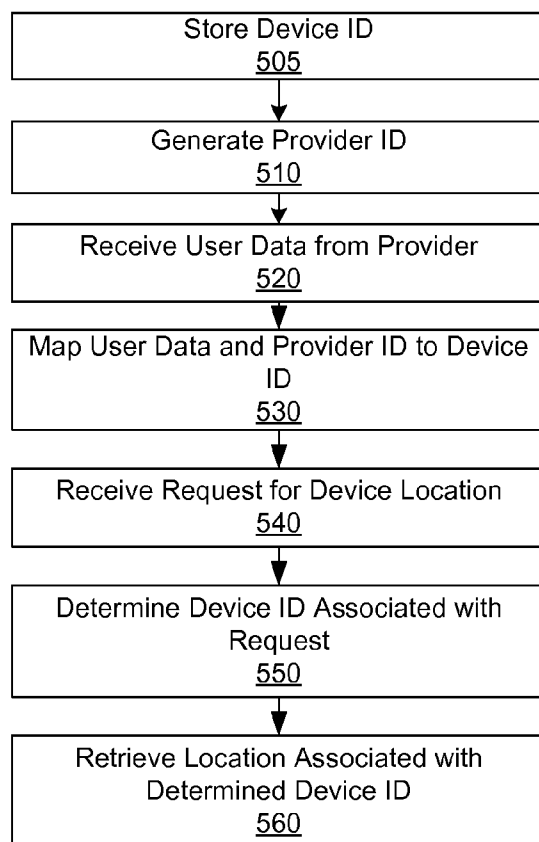 Store Device ID
505
Generate Provider ID
510
Receive User Data from Provider
520
Map User Data and Provider ID to Device
ID
530
Receive Request for Device Location
540
Determine Device ID Associated with
Request
550
Retrieve Location Associated with
Determined Device ID
560